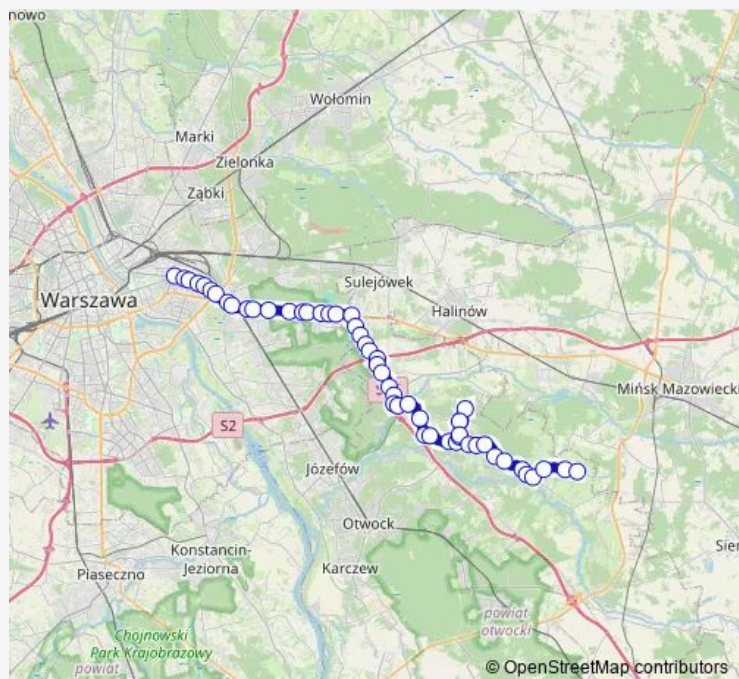 nowo
Wołomin
Marki
Zielonka
Ząbki
Warszawa
Sulejówek
Halinów
Mińsk Mazowiecki
S2
Józefów
Otwock
Konstancin-
Jeziorna
Karczew
Piaseczno
powiat
otwocki
Chojnowski
Park Krajobrazowy
powiat
© OpenStreetMap contributors